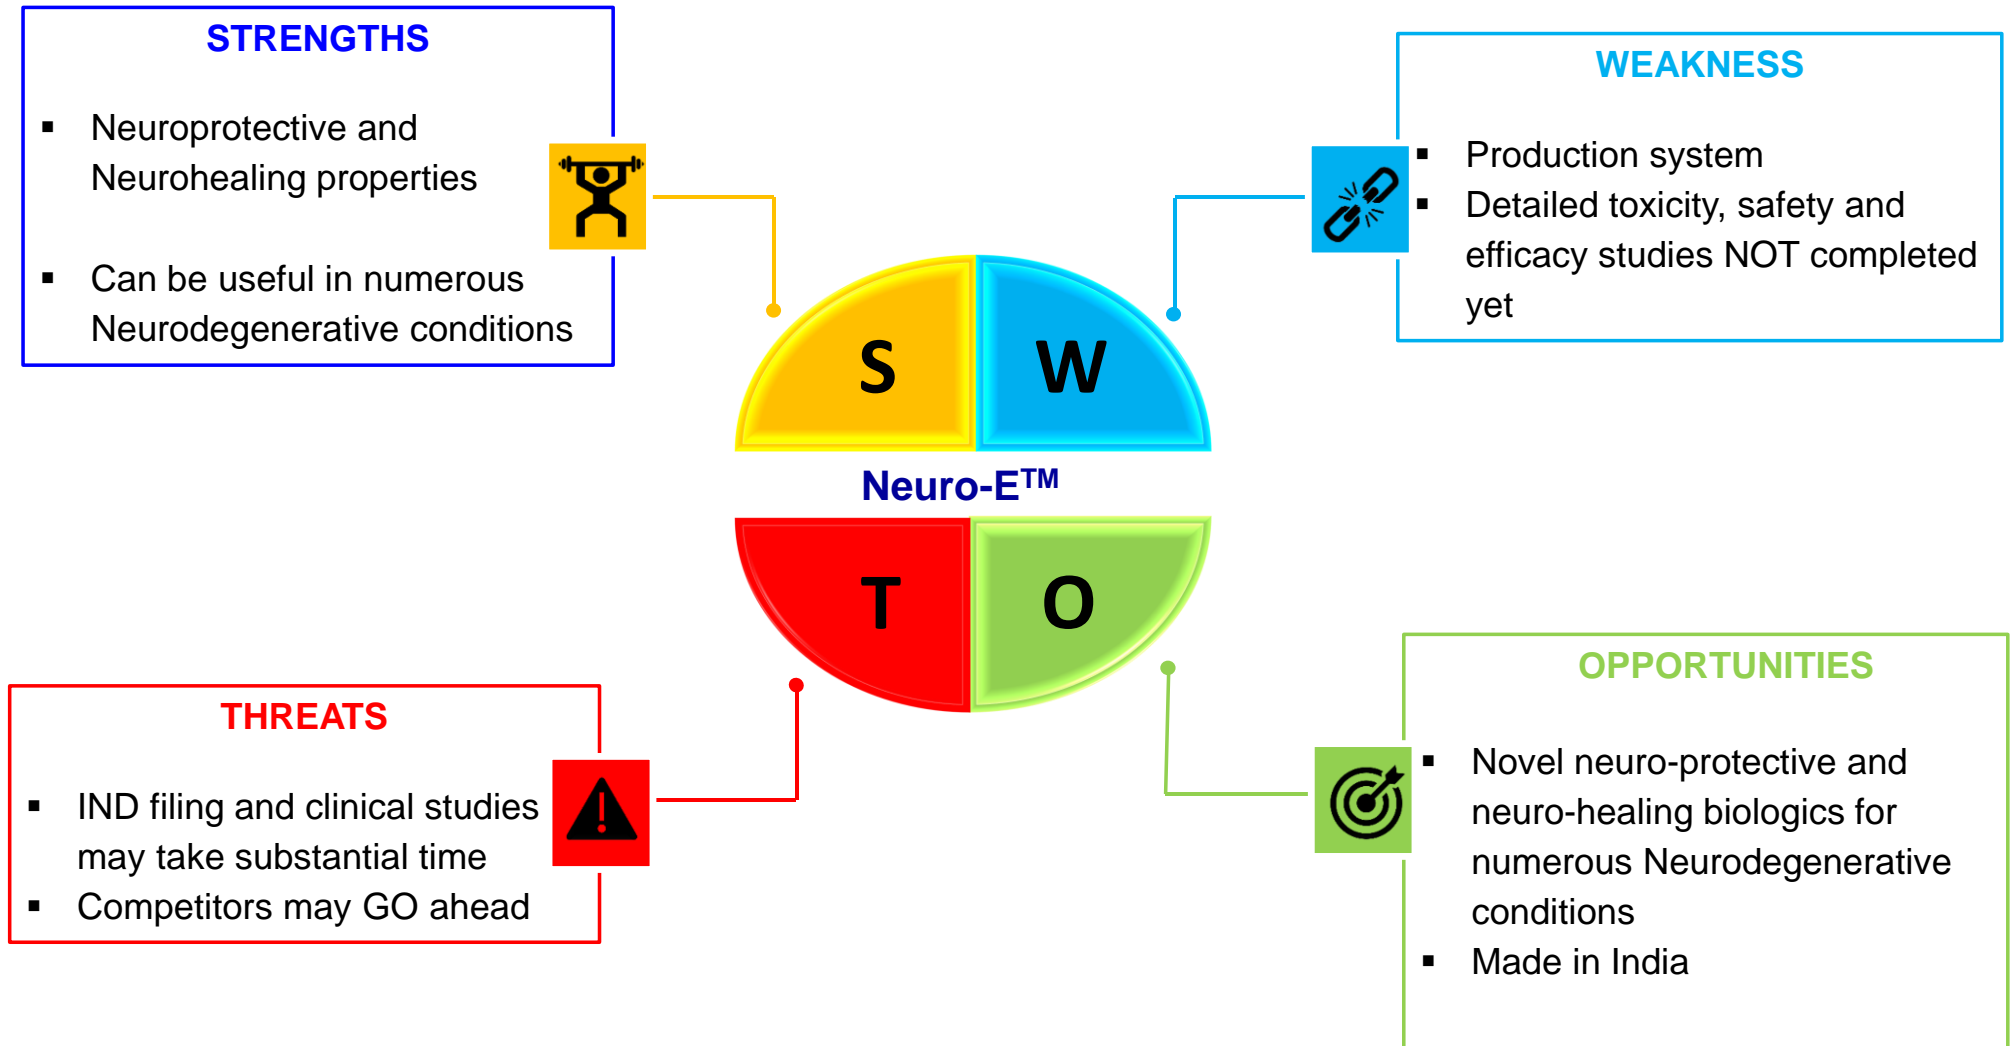 STRENGTHS
▪ Neuroprotective and
Neurohealing properties
▪ Can be useful in numerous
Neurodegenerative conditions
WEAKNESS
▪ Production system
▪ Detailed toxicity, safety and
efficacy studies NOT completed
yet
S
W
Neuro-E™
T
O
THREATS
▪ IND filing and clinical studies
may take substantial time
▪ Competitors may GO ahead
OPPORTUNITIES
▪ Novel neuro-protective and
neuro-healing biologics for
numerous Neurodegenerative
conditions
▪ Made in India